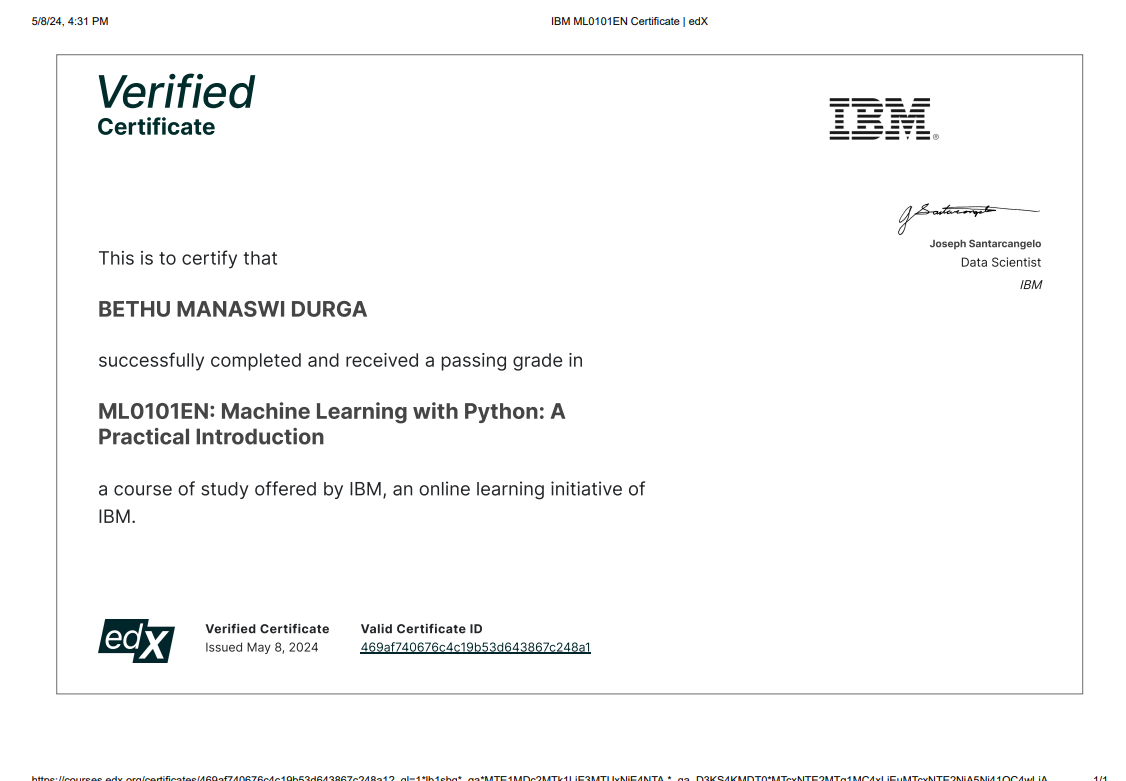 5/8/24, 4:31 PM
IBM ML0101EN Certificate | edX
Verified
Certificate
IBM®
Joseph Santarcangelo
Data Scientist
IBM
This is to certify that
BETHU MANASWI DURGA
successfully completed and received a passing grade in
ML0101EN: Machine Learning with Python: A
Practical Introduction
a course of study offered by IBM, an online learning initiative of
IBM.
edX
Verified Certificate
Issued May 8, 2024
Valid Certificate ID
469af740676c4c19b53d643867c248a1
1/1